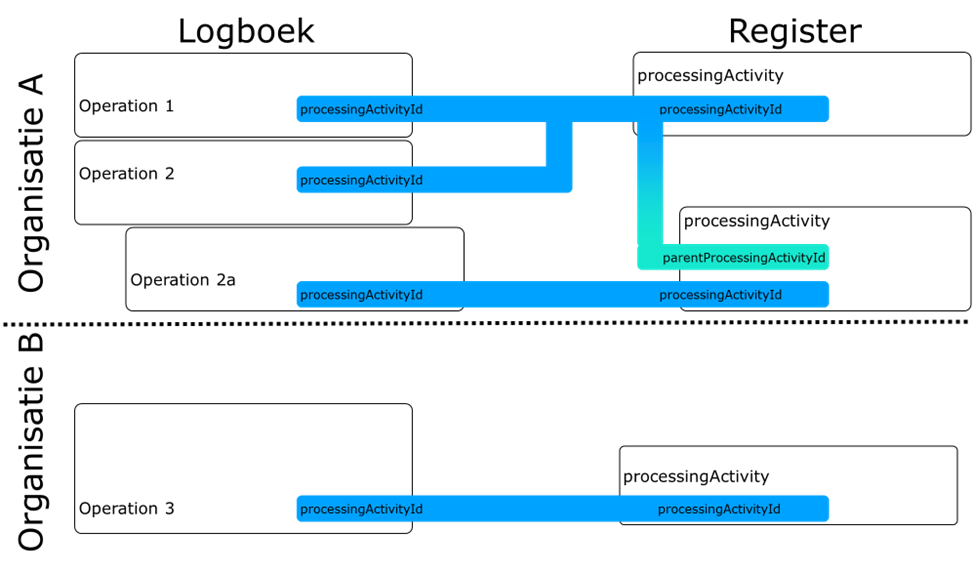 Logboek
Register
Organisatie A
processingActivity
Operation 1
processingActivityId
processingActivityId
Operation 2
processingActivityId
processingActivity
parentProcessingActivityId
Operation 2a
processingActivityId
processingActivityId
Organisatie B
processingActivity
Operation 3
processingActivityId
processingActivityId